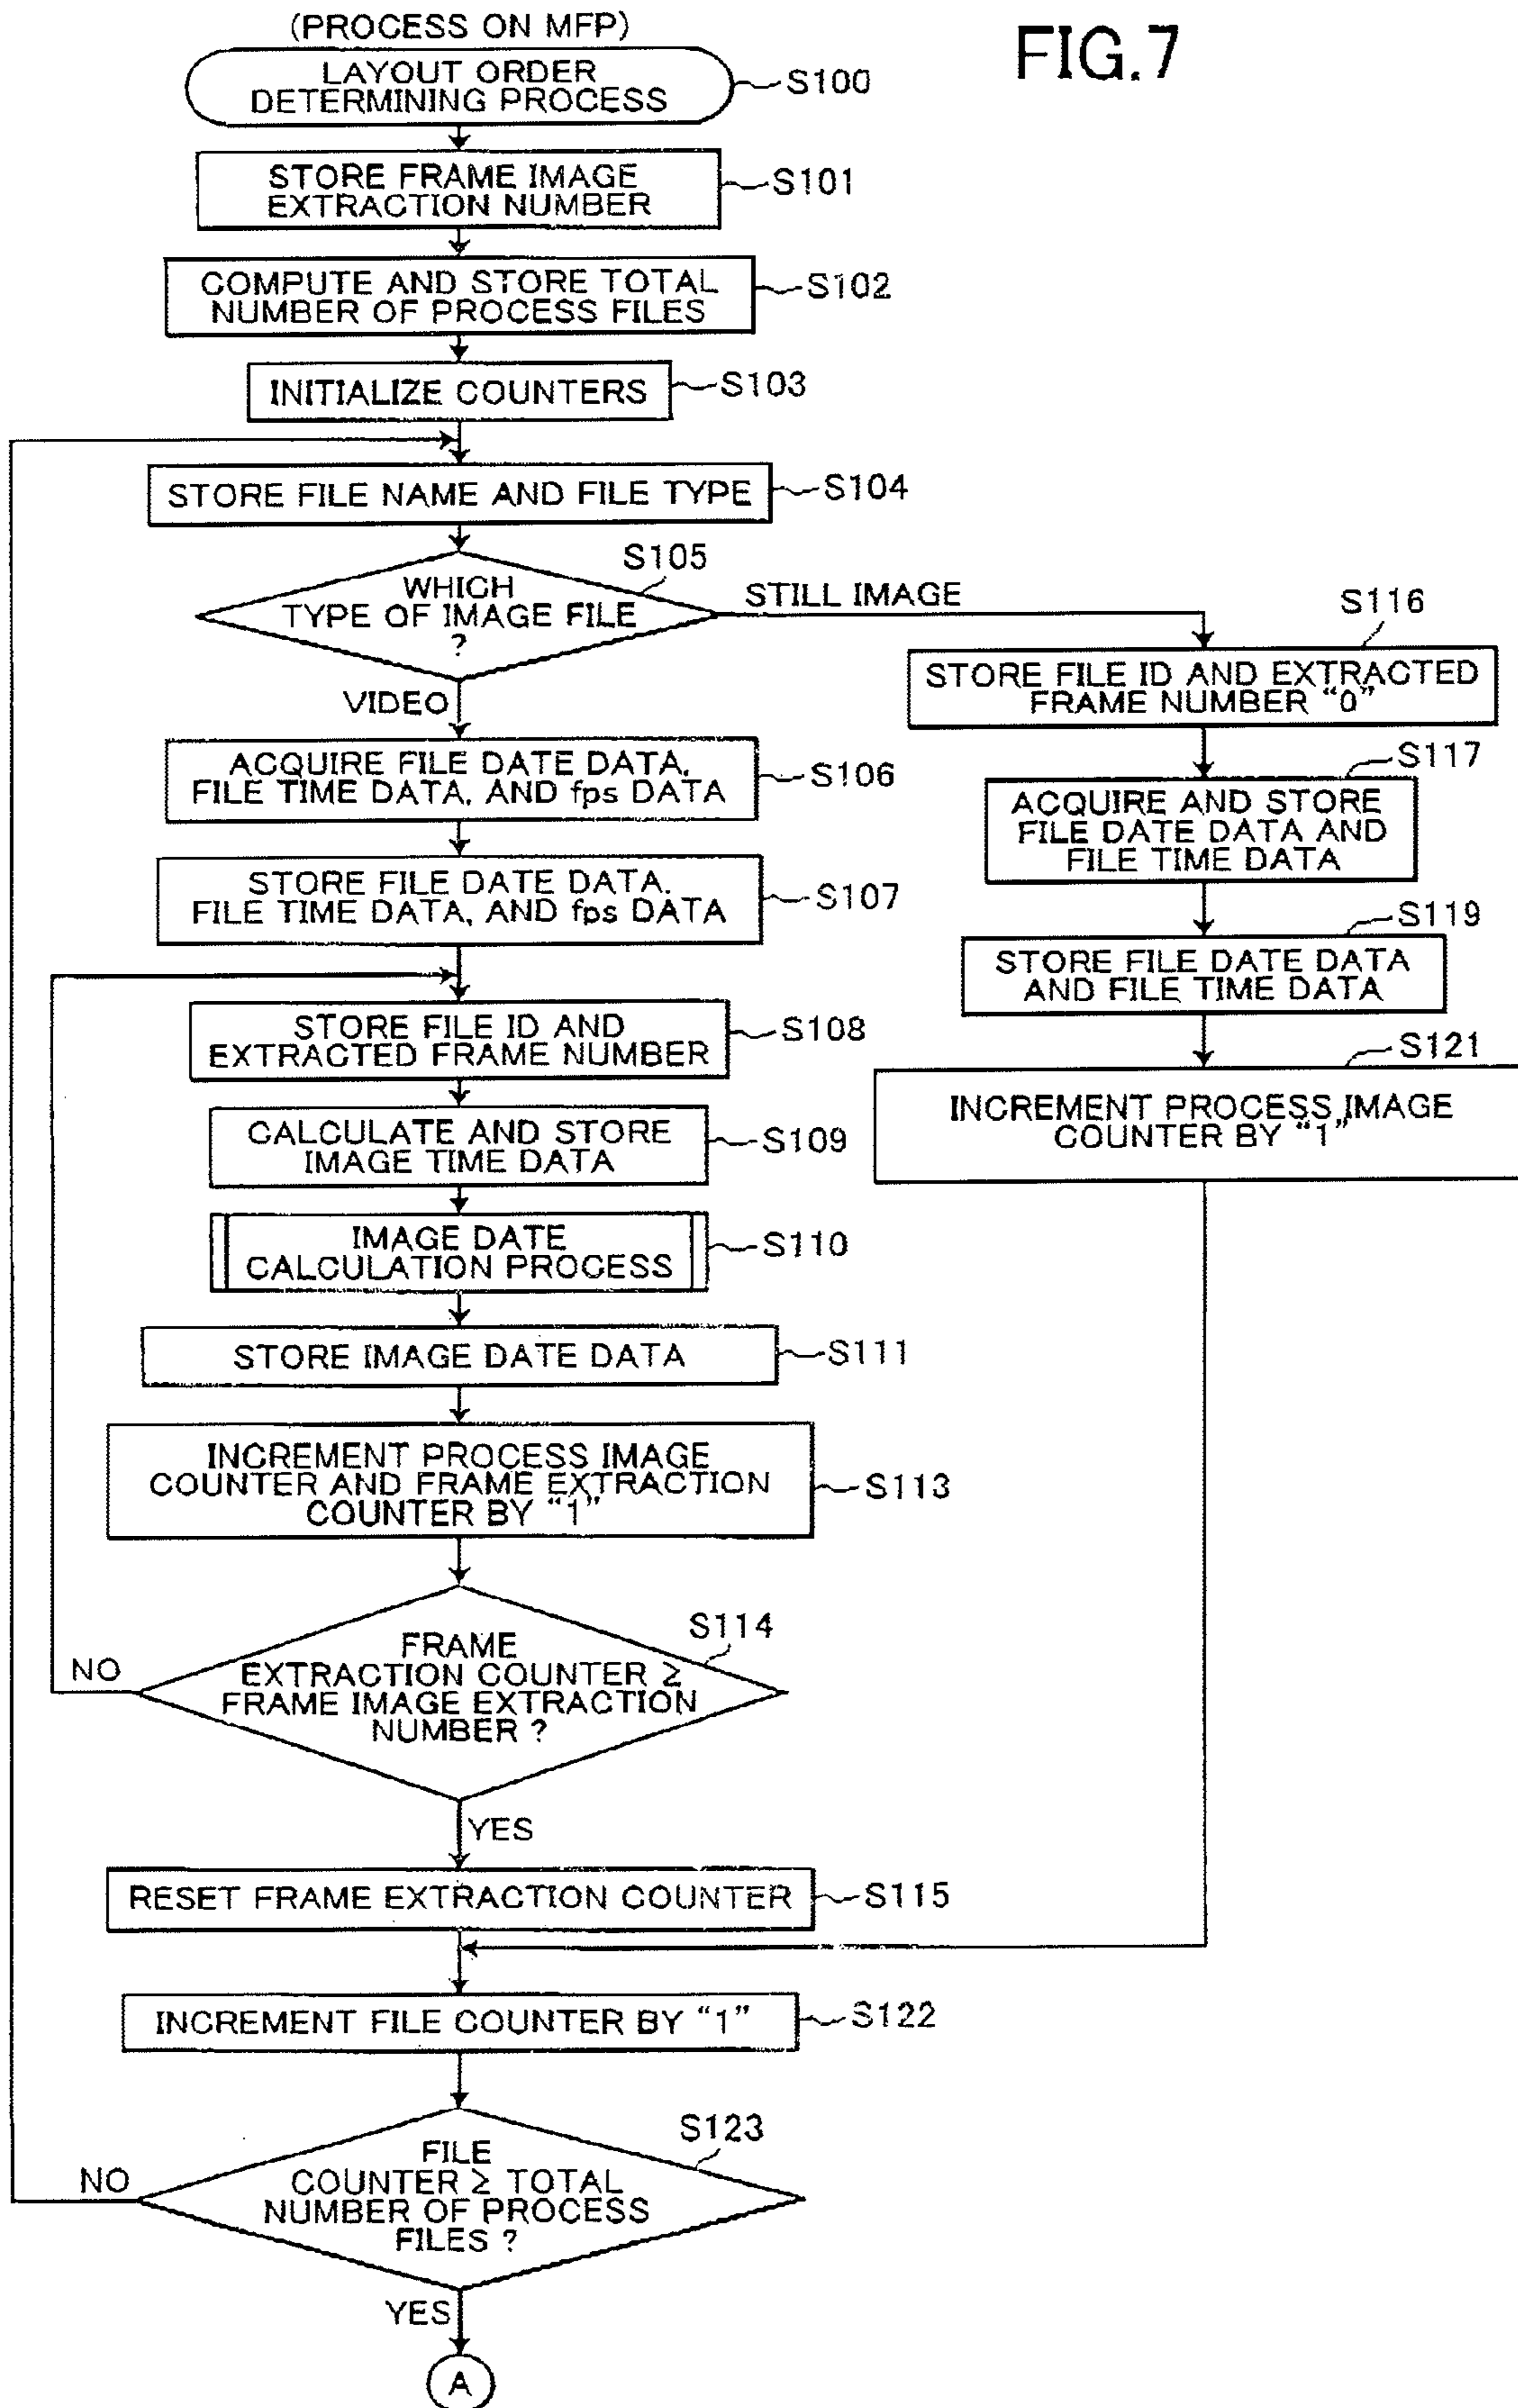 (PROCESS ON MFP)
FIG.7
LAYOUT ORDER
DETERMINING PROCESS
S100
STORE FRAME IMAGE
EXTRACTION NUMBER
S101
COMPUTE AND STORE TOTAL
NUMBER OF PROCESS FILES
S102
INITIALIZE COUNTERS
S103
STORE FILE NAME AND FILE TYPE
S104
S105
WHICH
TYPE OF IMAGE FILE
?
STILL IMAGE
VIDEO
ACQUIRE FILE DATE DATA,
FILE TIME DATA, AND fps DATA
S106
STORE FILE DATE DATA,
FILE TIME DATA, AND fps DATA
S107
STORE FILE ID AND
EXTRACTED FRAME NUMBER
S108
CALCULATE AND STORE
IMAGE TIME DATA
S109
IMAGE DATE
CALCULATION PROCESS
S110
STORE IMAGE DATE DATA
S111
INCREMENT PROCESS IMAGE
COUNTER AND FRAME EXTRACTION
COUNTER BY “1”
S113
S114
FRAME
EXTRACTION COUNTER ≥
FRAME IMAGE EXTRACTION
NUMBER ?
NO
YES
RESET FRAME EXTRACTION COUNTER
S115
S116
STORE FILE ID AND EXTRACTED
FRAME NUMBER “0”
S117
ACQUIRE AND STORE
FILE DATE DATA AND
FILE TIME DATA
S119
STORE FILE DATE DATA
AND FILE TIME DATA
S121
INCREMENT PROCESS IMAGE
COUNTER BY “1”
INCREMENT FILE COUNTER BY “1”
S122
S123
FILE
COUNTER ≥ TOTAL
NUMBER OF PROCESS
FILES ?
NO
YES
A